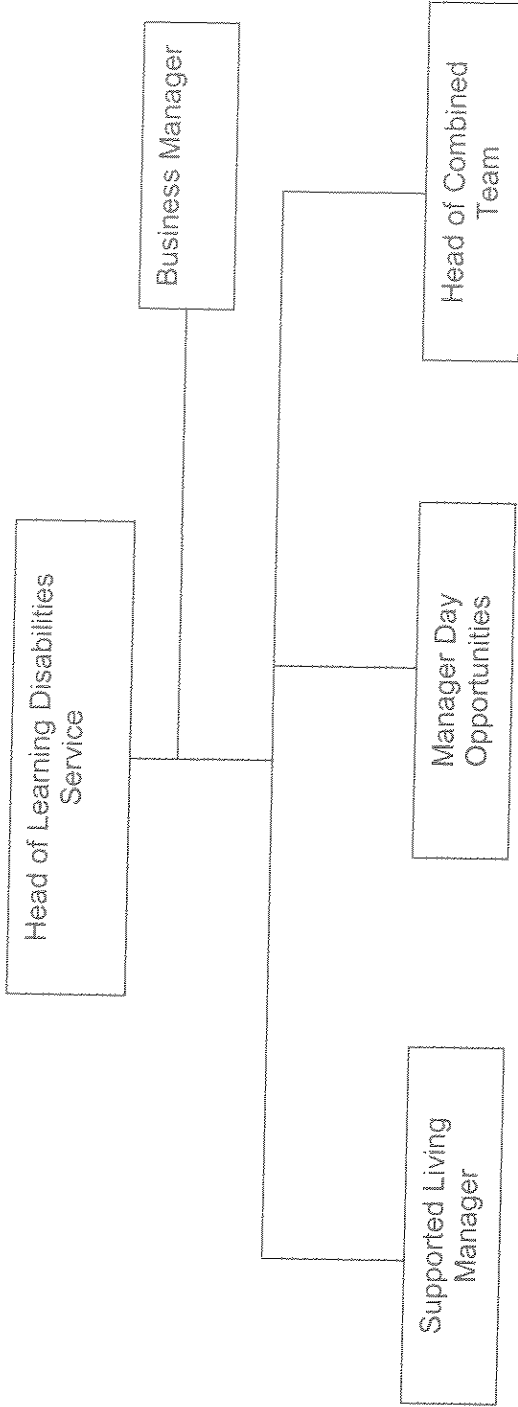 Head of Learning Disabilities
Service
Business Manager
Supported Living
Manager
Manager Day
Opportunities
Head of Combined
Team